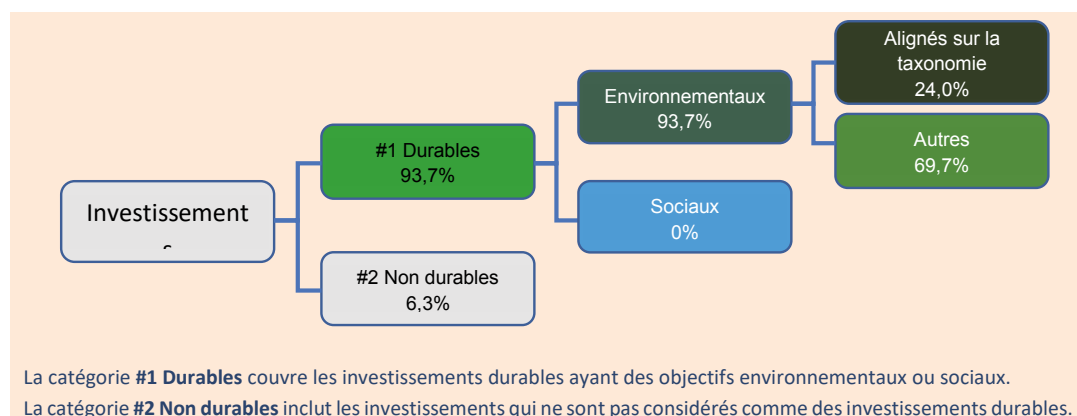 Alignés sur la
taxonomie
24,0%
Environnementaux
93,7%
Autres
69,7%
#1 Durables
93,7%
Sociaux
0%
Investissement
#2 Non durables
6,3%
La catégorie #1 Durables couvre les investissements durables ayant des objectifs environnementaux ou sociaux.
La catégorie #2 Non durables inclut les investissements qui ne sont pas considérés comme des investissements durables.